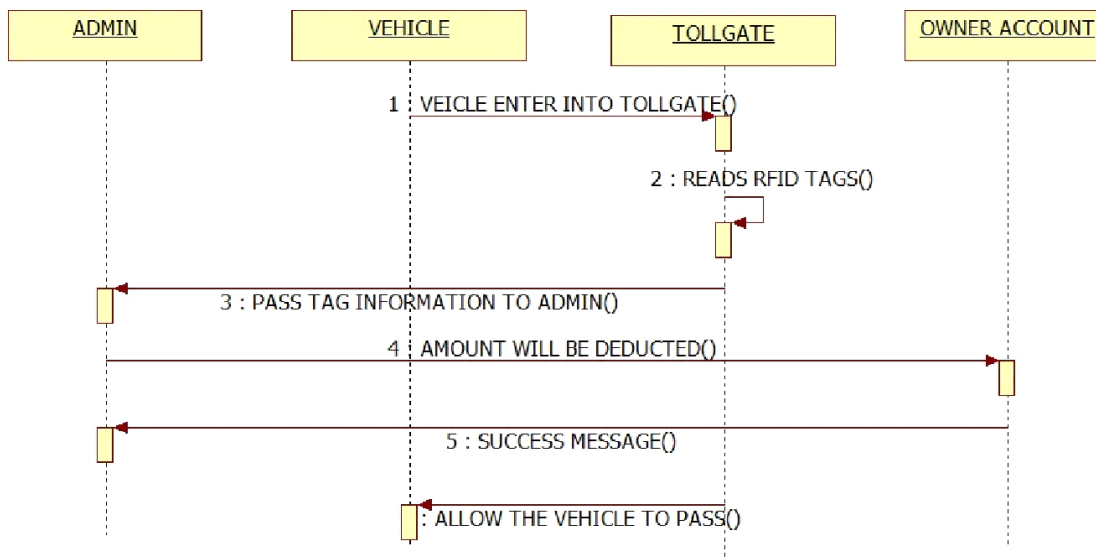 ADMIN
VEHICLE
TOLLGATE
OWNER ACCOUNT
1 : VEICLE ENTER INTO TOLLGATE()
2 : READS RFID TAGS()
3 : PASS TAG INFORMATION TO ADMIN()
4 : AMOUNT WILL BE DEDUCTED()
5 : SUCCESS MESSAGE()
: ALLOW THE VEHICLE TO PASS()